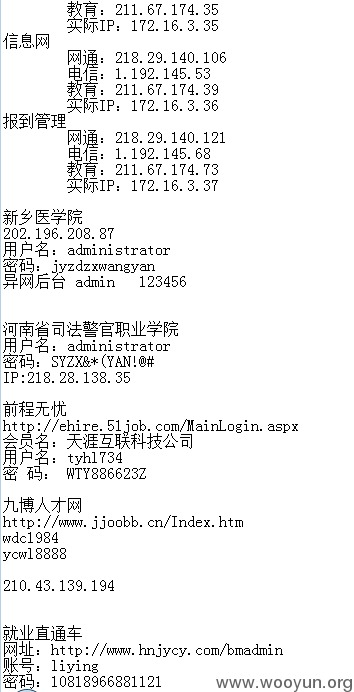 教育：211.67.174.35
实际IP：172.16.3.35
信息网
网通：218.29.140.106
电信：1.192.145.53
教育：211.67.174.39
实际IP：172.16.3.36
报到管理
网通：218.29.140.121
电信：1.192.145.68
教育：211.67.174.73
实际IP：172.16.3.37
新乡医学院
202.196.208.87
用户名：administrator
密码：jyzdzxwangyan
异网后台 admin 123456
河南省司法警官职业学院
用户名：administrator
密码：SYZX&*(YAN!@#
IP:218.28.138.35
前程无忧
http://ehire.51job.com/MainLogin.aspx
会员名：天涯互联科技公司
用户名：tyhl734
密 码： WTY886623Z
九博人才网
http://www.jjoobb.cn/Index.htm
wdc1984
ycwl8888
210.43.139.194
就业直通车
网址：http://www.hnjycy.com/bmadmin
账号：liying
密码：10818966881121
www.wooyun.org